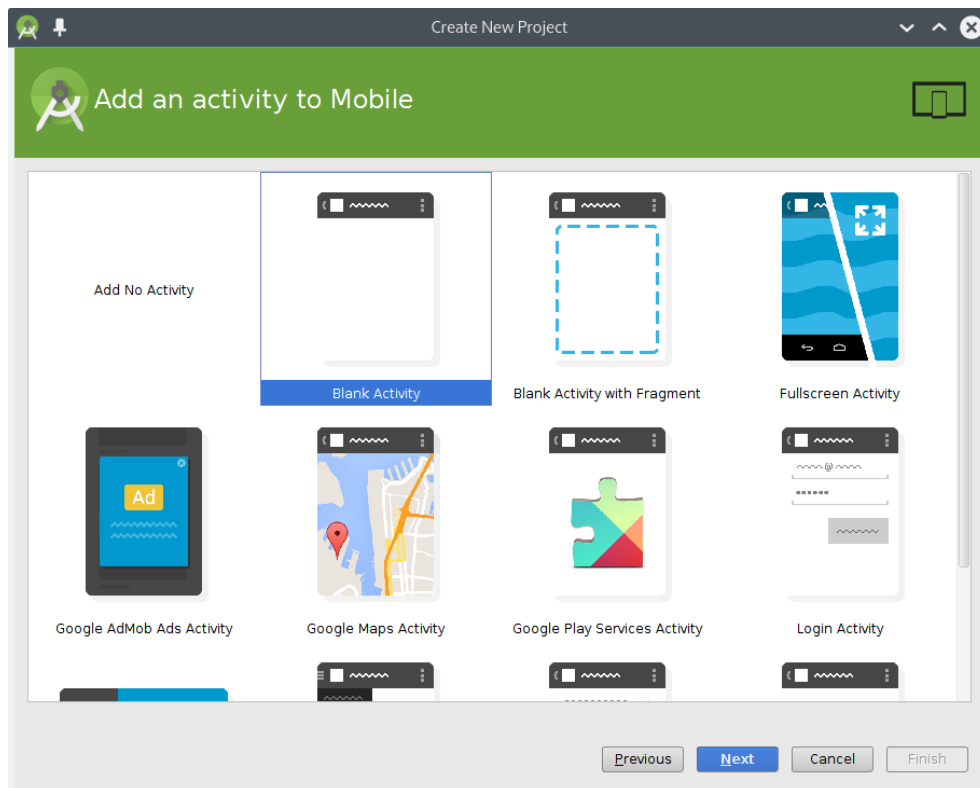 Create New Project
Add an activity to Mobile
Add No Activity
Blank Activity
Blank Activity with Fragment
Fullscreen Activity
Ad
Google AdMob Ads Activity
Google Maps Activity
Google Play Services Activity
@
Login Activity
Previous
Next
Cancel
Finish